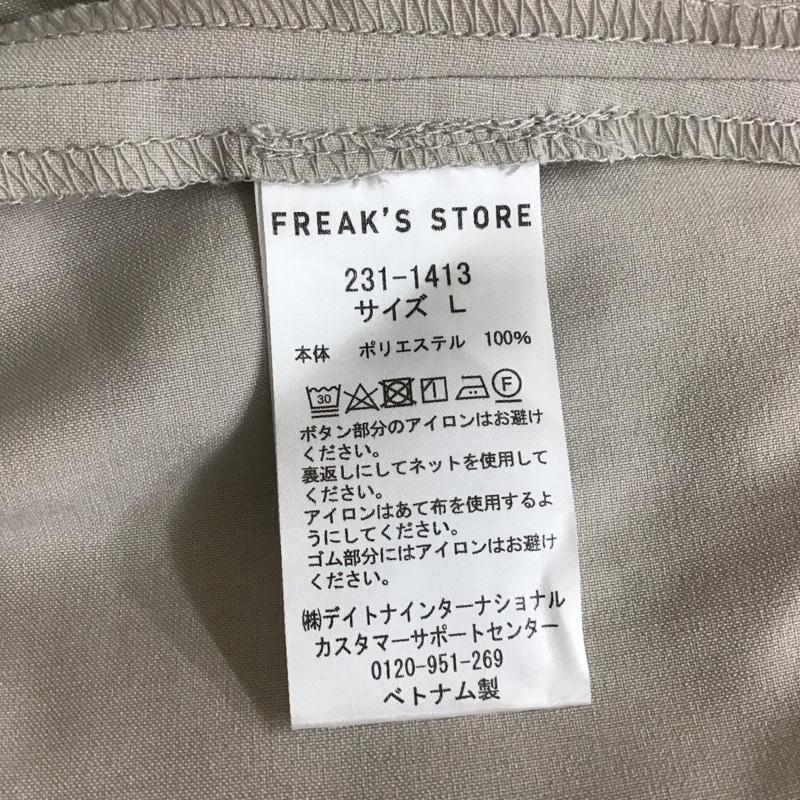 FREAK'S STORE
231-1413
サイズ L
本体 ポリエステル 100%
30 F
ボタン部分のアイロンはお避け
ください。
裏返しにしてネットを使用して
ください。
アイロンはあて布を使用するよ
うにしてください。
ゴム部分にはアイロンはお避け
ください。
㈱デイトナインターナショナル
カスタマーサポートセンター
0120-951-269
ベトナム製